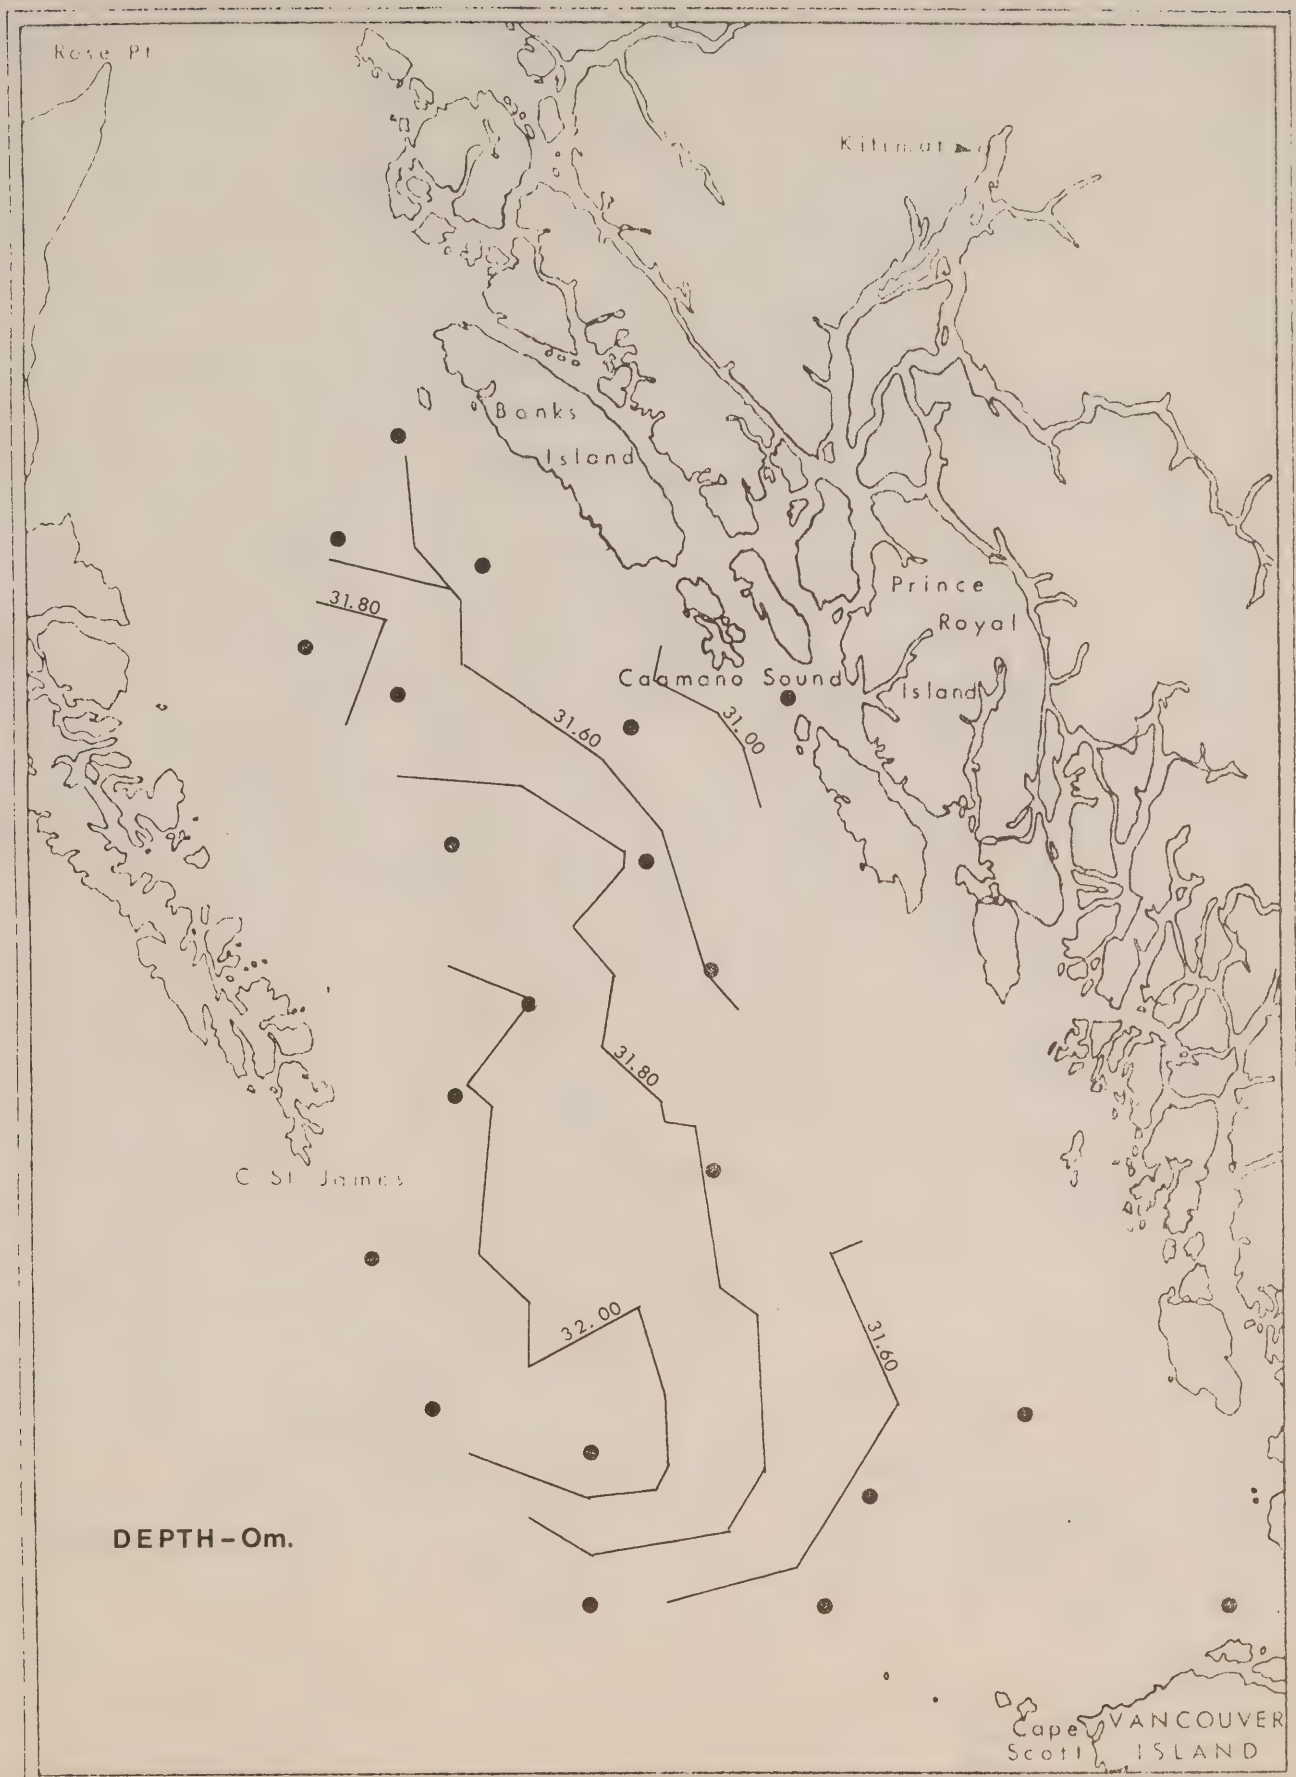 Rose Pt
Kitimat
Banks
Island
Prince
Royal
Island
31.80
Caamano Sound
31.60
31.00
31.80
C St James
32.00
31.60
DEPTH-0m.
Cape
Scott
VANCOUVER
ISLAND